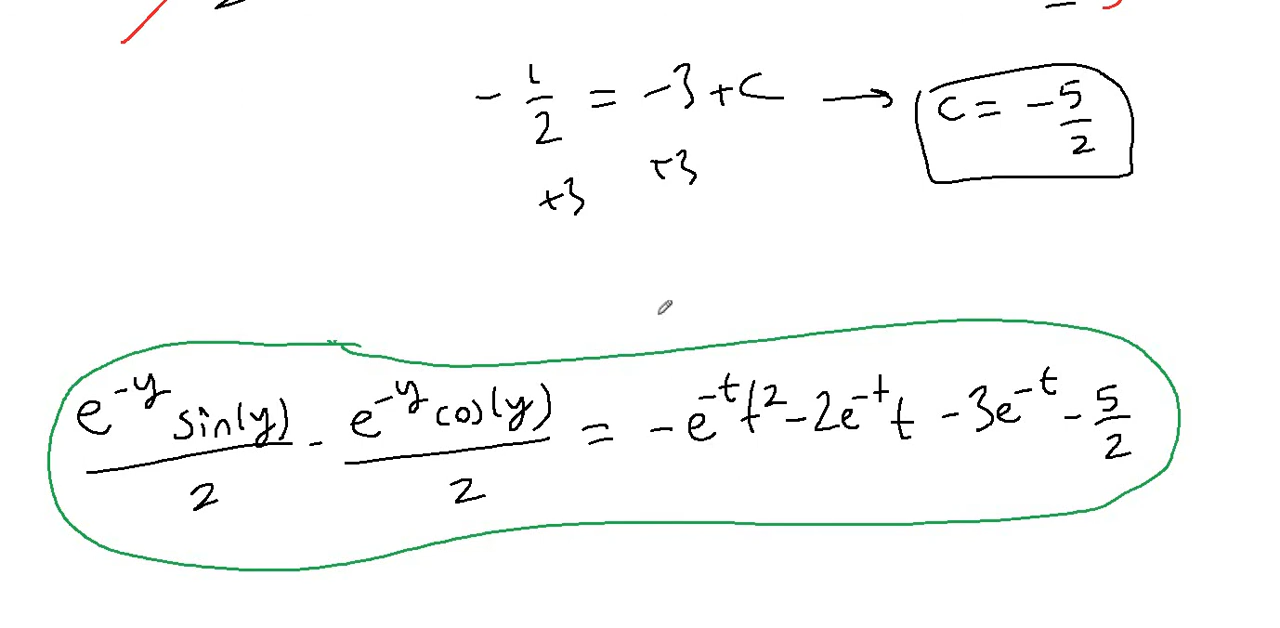 -1/2 = -3 + C → C = -5/2
+3 +3
e^-y sin(y)/2 - e^-y cos(y)/2 = -e^-t t^2 - 2e^-t t - 3e^-t - 5/2